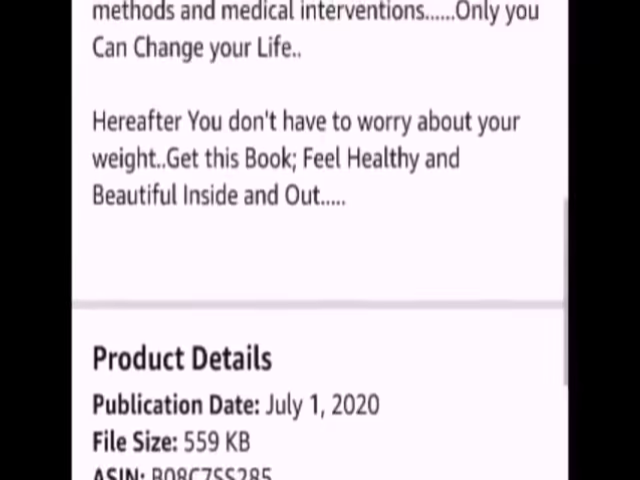 methods and medical interventions......Only you
Can Change your Life..
Hereafter You don't have to worry about your
weight..Get this Book; Feel Healthy and
Beautiful Inside and Out.....
Product Details
Publication Date: July 1, 2020
File Size: 559 KB
ASIN: